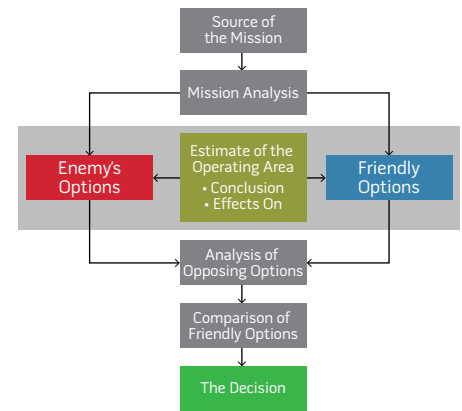 Source of
the Mission
Mission Analysis
Enemy's
Options
Estimate of the
Operating Area
• Conclusion
• Effects On
Friendly
Options
Analysis of
Opposing Options
Comparison of
Friendly Options
The Decision